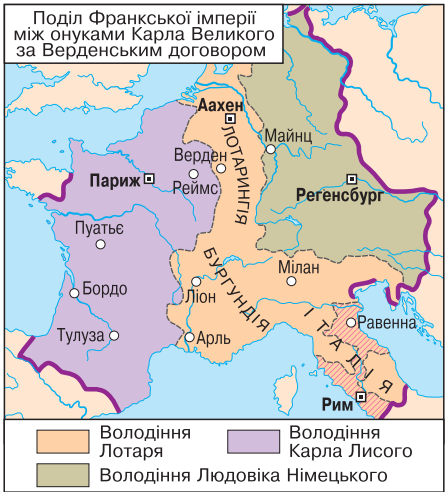 Поділ Франкської імперії
між онуками Карла Великого
за Верденським договором
Аахен
ЛОТАРИНГІЯ
Майнц
Верден
Париж
Реймс
Регенсбург
Пуатьє
БУРГУНДІЯ
Мілан
Бордо
Ліон
ІТАЛІЯ
Равенна
Тулуза
Арль
Рим
Володіння
Лотаря
Володіння
Карла Лисого
Володіння Людовіка Німецького